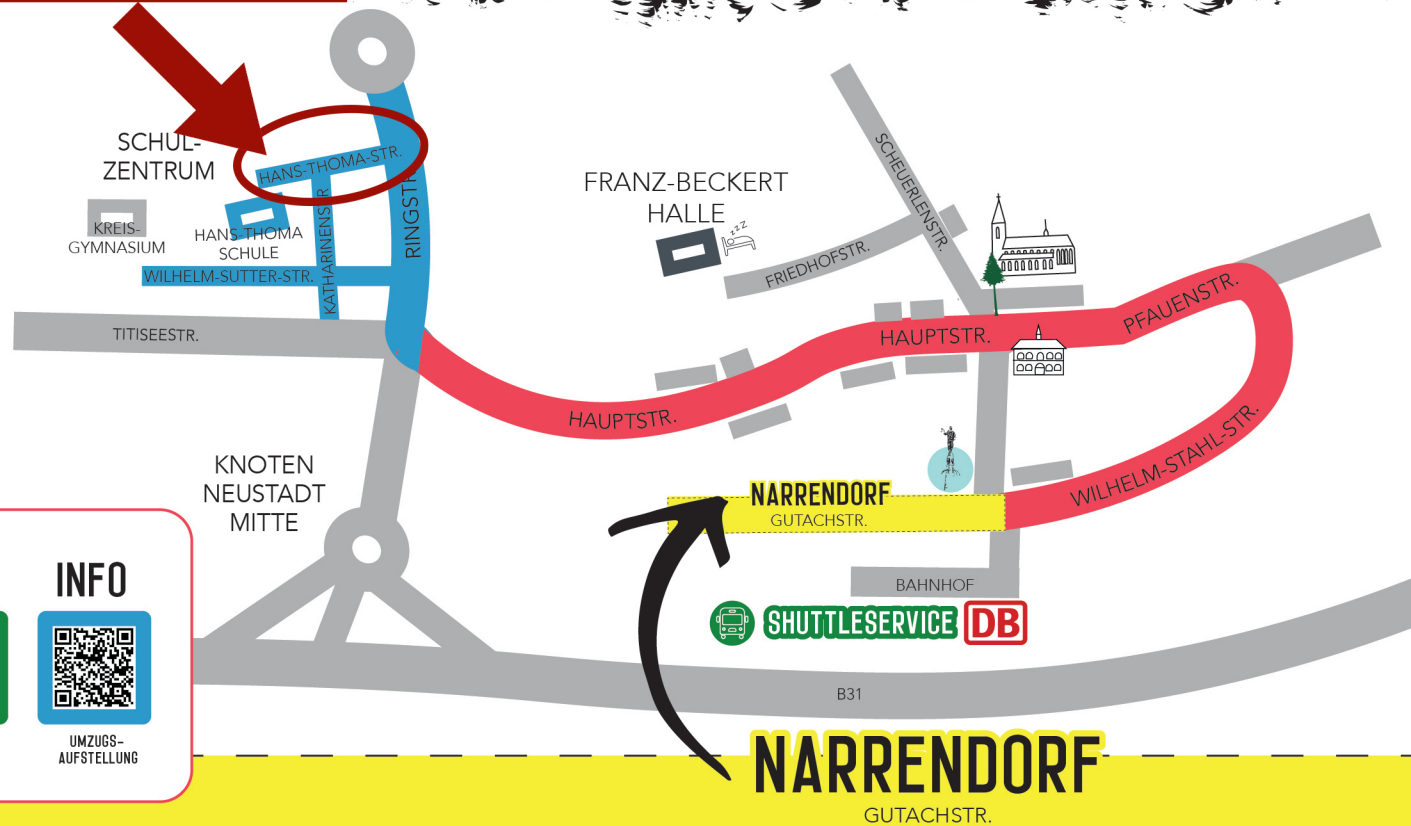 SCHUL-
ZENTRUM
HANS-THOMA-STR.
KREIS-
GYMNASIUM
HANS-THOMA
SCHULE
KATHARINENSTR
RINGSTR
WILHELM-SUTTER-STR.
TITISEESTR.
FRANZ-BECKERT
HALLE
zzz
SCHEUERLENSTR.
FRIEDHOFSTR.
HAUPTSTR.
PFAUENSTR.
HAUPTSTR.
WILHELM-STAHL-STR.
KNOTEN
NEUSTADT
MITTE
NARRENDORF
GUTACHSTR.
BAHNHOF
SHUTTLESERVICE DB
INFO
UMZUGS-
AUFSTELLUNG
B31
NARRENDORF
GUTACHSTR.